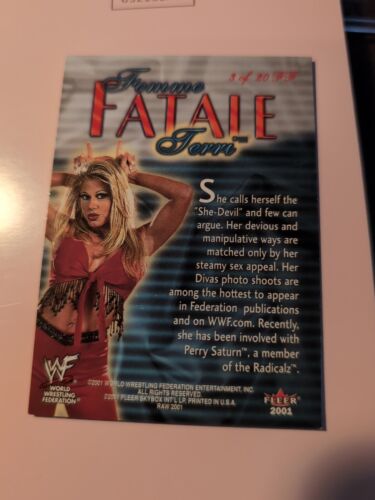 3 of 20 FF
Femme
FATALE
Terri™
She calls herself the
"She-Devil" and few can
argue. Her devious and
manipulative ways are
matched only by her
steamy sex appeal. Her
Divas photo shoots are
among the hottest to appear
in Federation publications
and on WWF.com. Recently,
she has been involved with
Perry Saturn™, a member
of the Radicalz™.
WF
WORLD
WRESTLING
FEDERATION®
©2001 WORLD WRESTLING FEDERATION ENTERTAINMENT, INC.
ALL RIGHTS RESERVED.
©2001 FLEER SKYBOX INT'L LP. PRINTED IN U.S.A.
RAW 2001
FLEER
2001